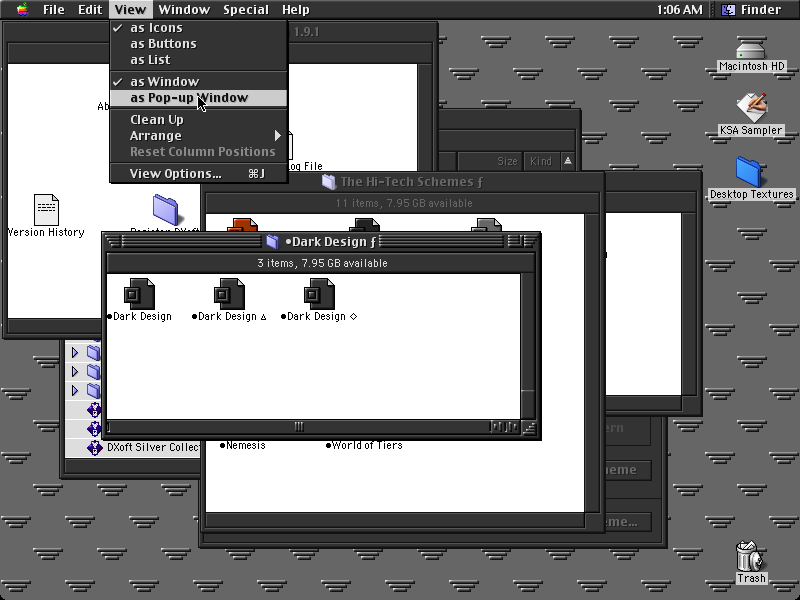 File Edit View Window Special Help 1:06 AM Finder
✓ as Icons
as Buttons
as List
✓ as Window
as Pop-up Window
Clean Up
Arrange
Reset Column Positions
View Options... ⌘J
1.9.1
Macintosh HD
KSA Sampler
Desktop Textures
Trash
Ab
og File
Size Kind
Version History
The Hi-Tech Schemes ƒ
11 items, 7.95 GB available
•Dark Design ƒ
3 items, 7.95 GB available
•Dark Design
•Dark Design △
•Dark Design ◇
•Nemesis
•World of Tiers
DXoft Silver Collec
ern
heme
me...